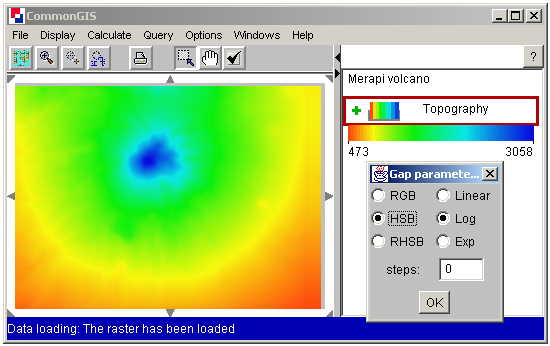 CommonGIS
File Display Calculate Query Options Windows Help
?
Merapi volcano
Topography
473 3058
Gap paramete...
RGB Linear
HSB Log
RHSB Exp
steps: 0
OK
Data loading: The raster has been loaded